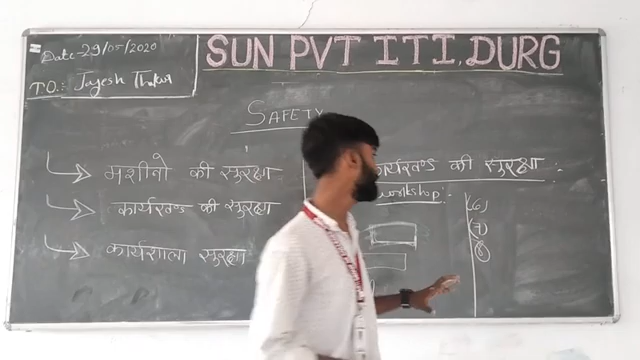 Date - 29/05/2020
TO.: Jayesh Thakur
SUN PVT ITI, DURG
SAFETY
मशीनो की सुरक्षा
कार्यखण्ड की सुरक्षा
कार्यशाला सुरक्षा
कार्यखण्ड की सुरक्षा :-
workshop :-
(6)
(7)
(8)